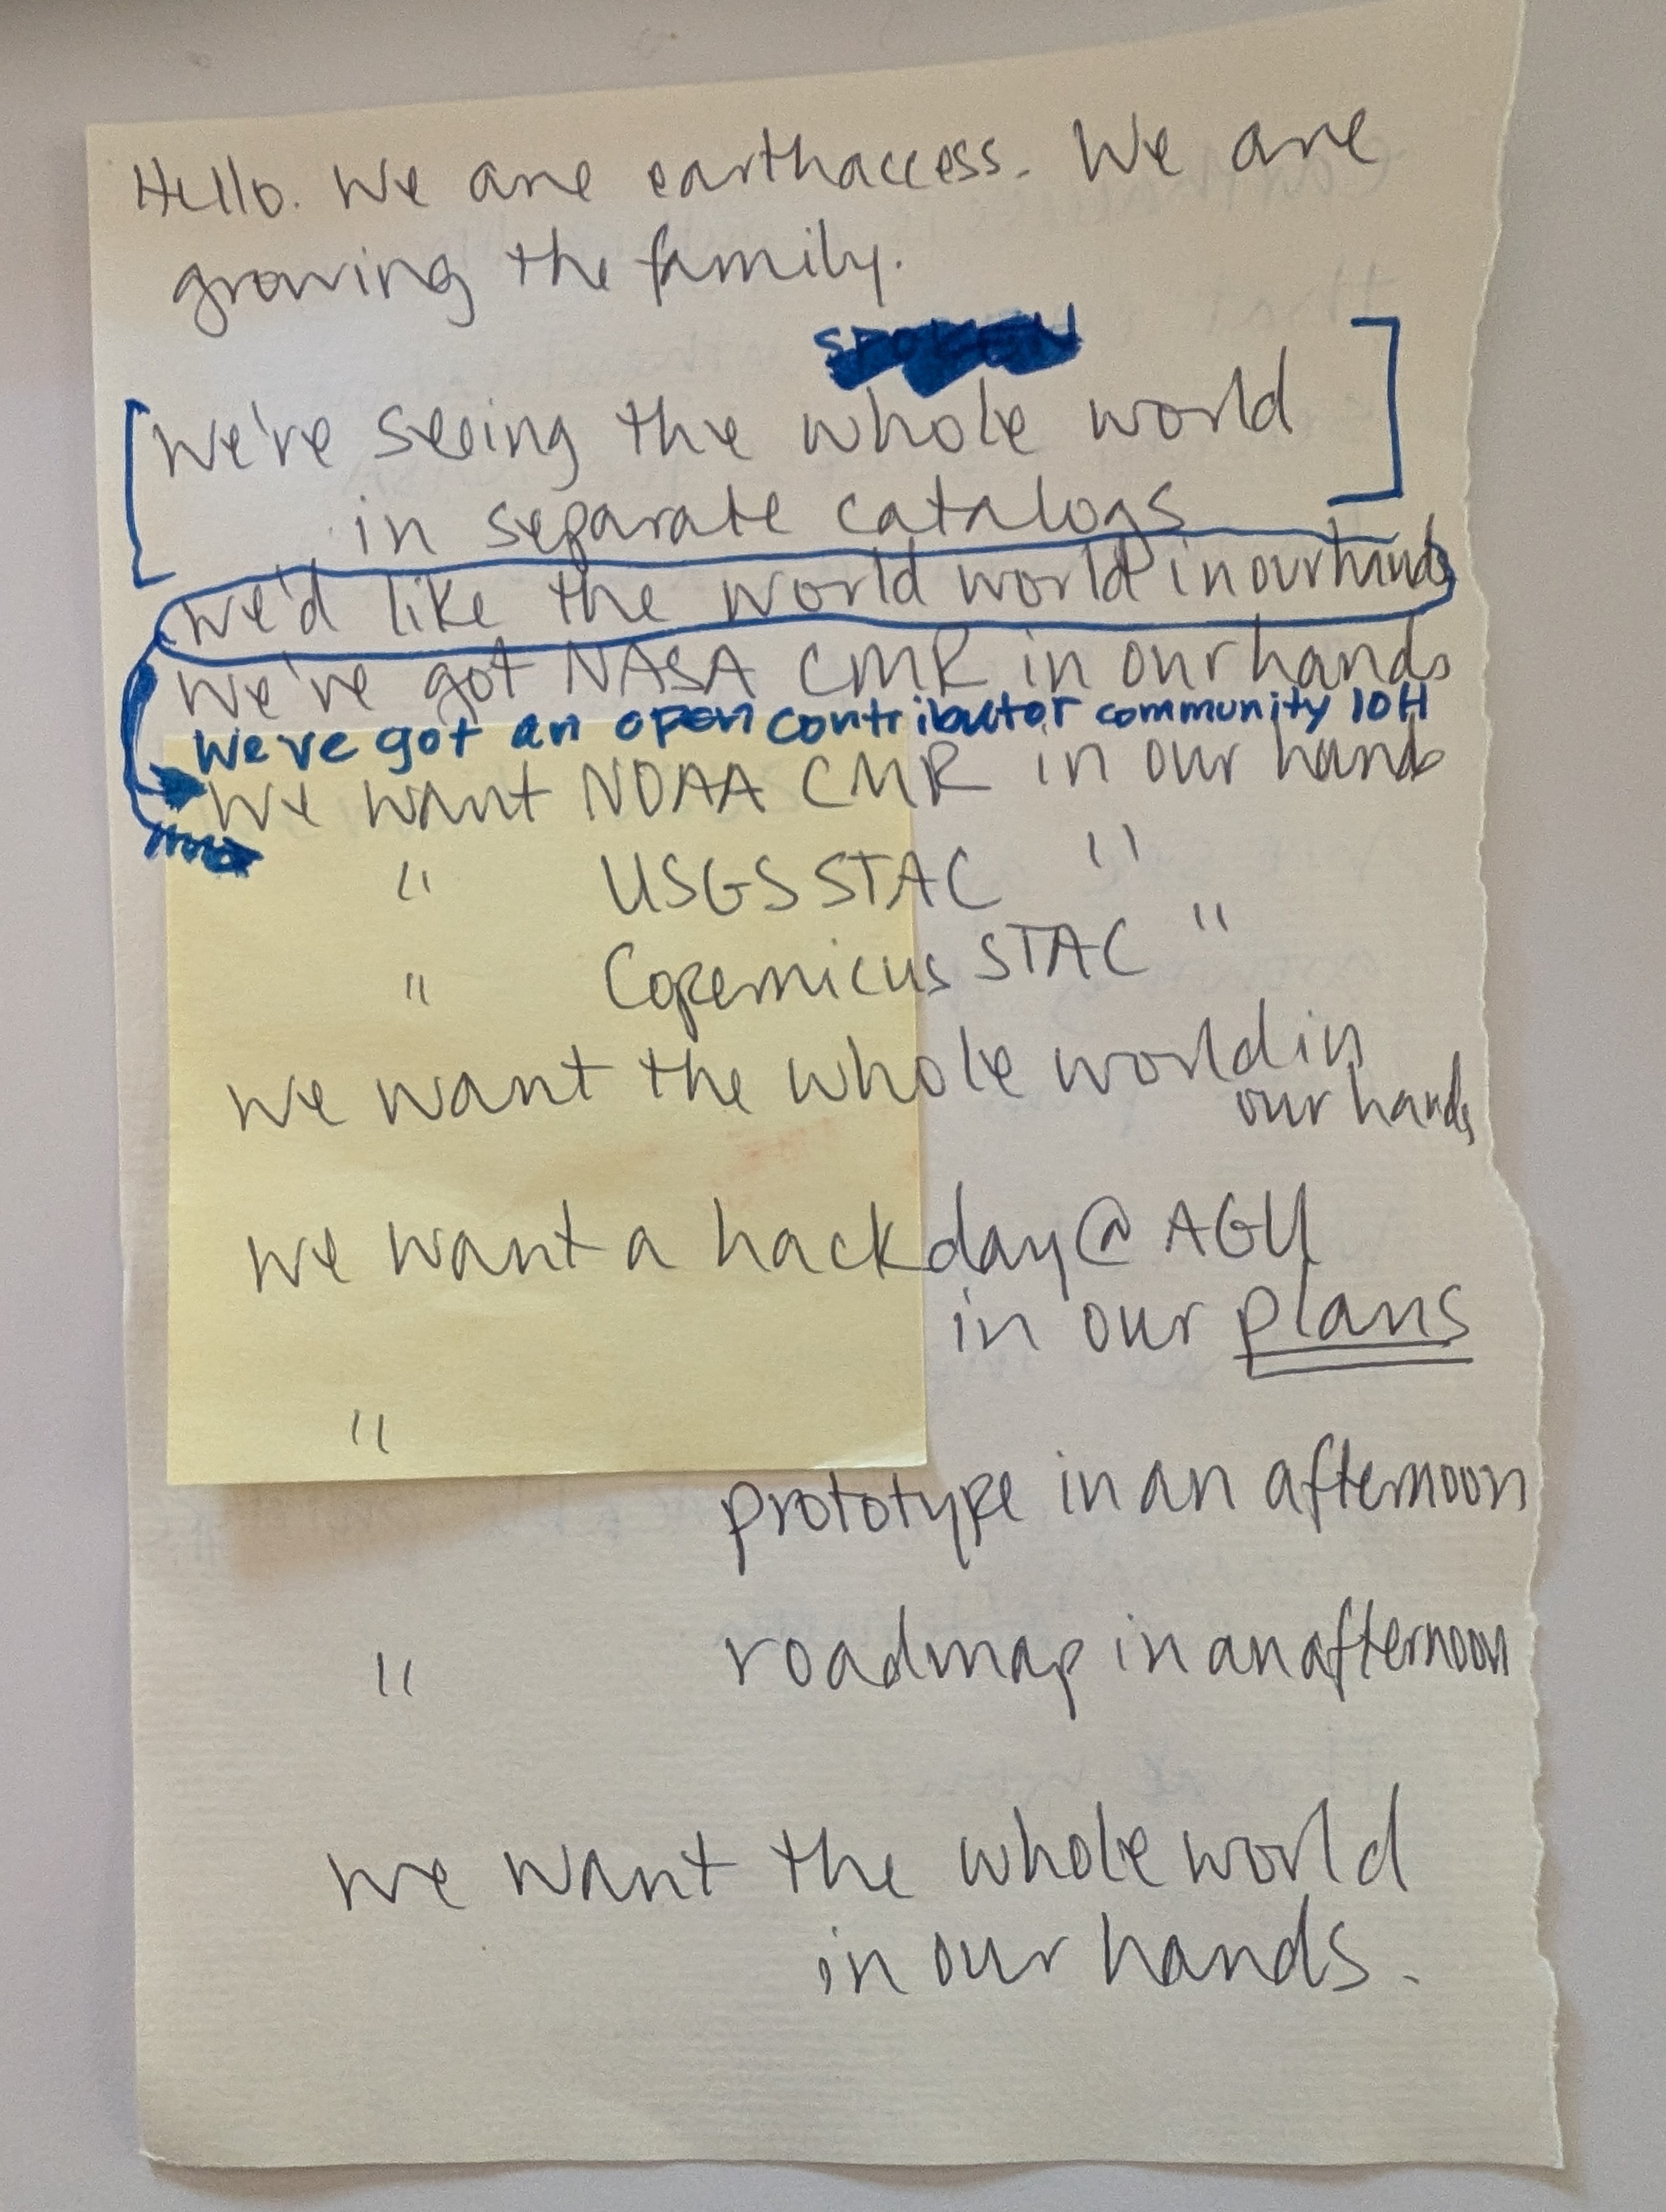 Hello. We are earthaccess. We are
growing the family.
SPOKEN
[We're seeing the whole world
in separate catalogs]
We'd like the world world in our hands
We've got NASA CMR in our hands
We've got an open contributor community IOH
We want NOAA CMR in our hands
" USGS STAC "
" Copernicus STAC "
We want the whole world in
our hands
We want a hackday @ AGU
in our plans
"
prototype in an afternoon
" roadmap in an afternoon
We want the whole world
in our hands.